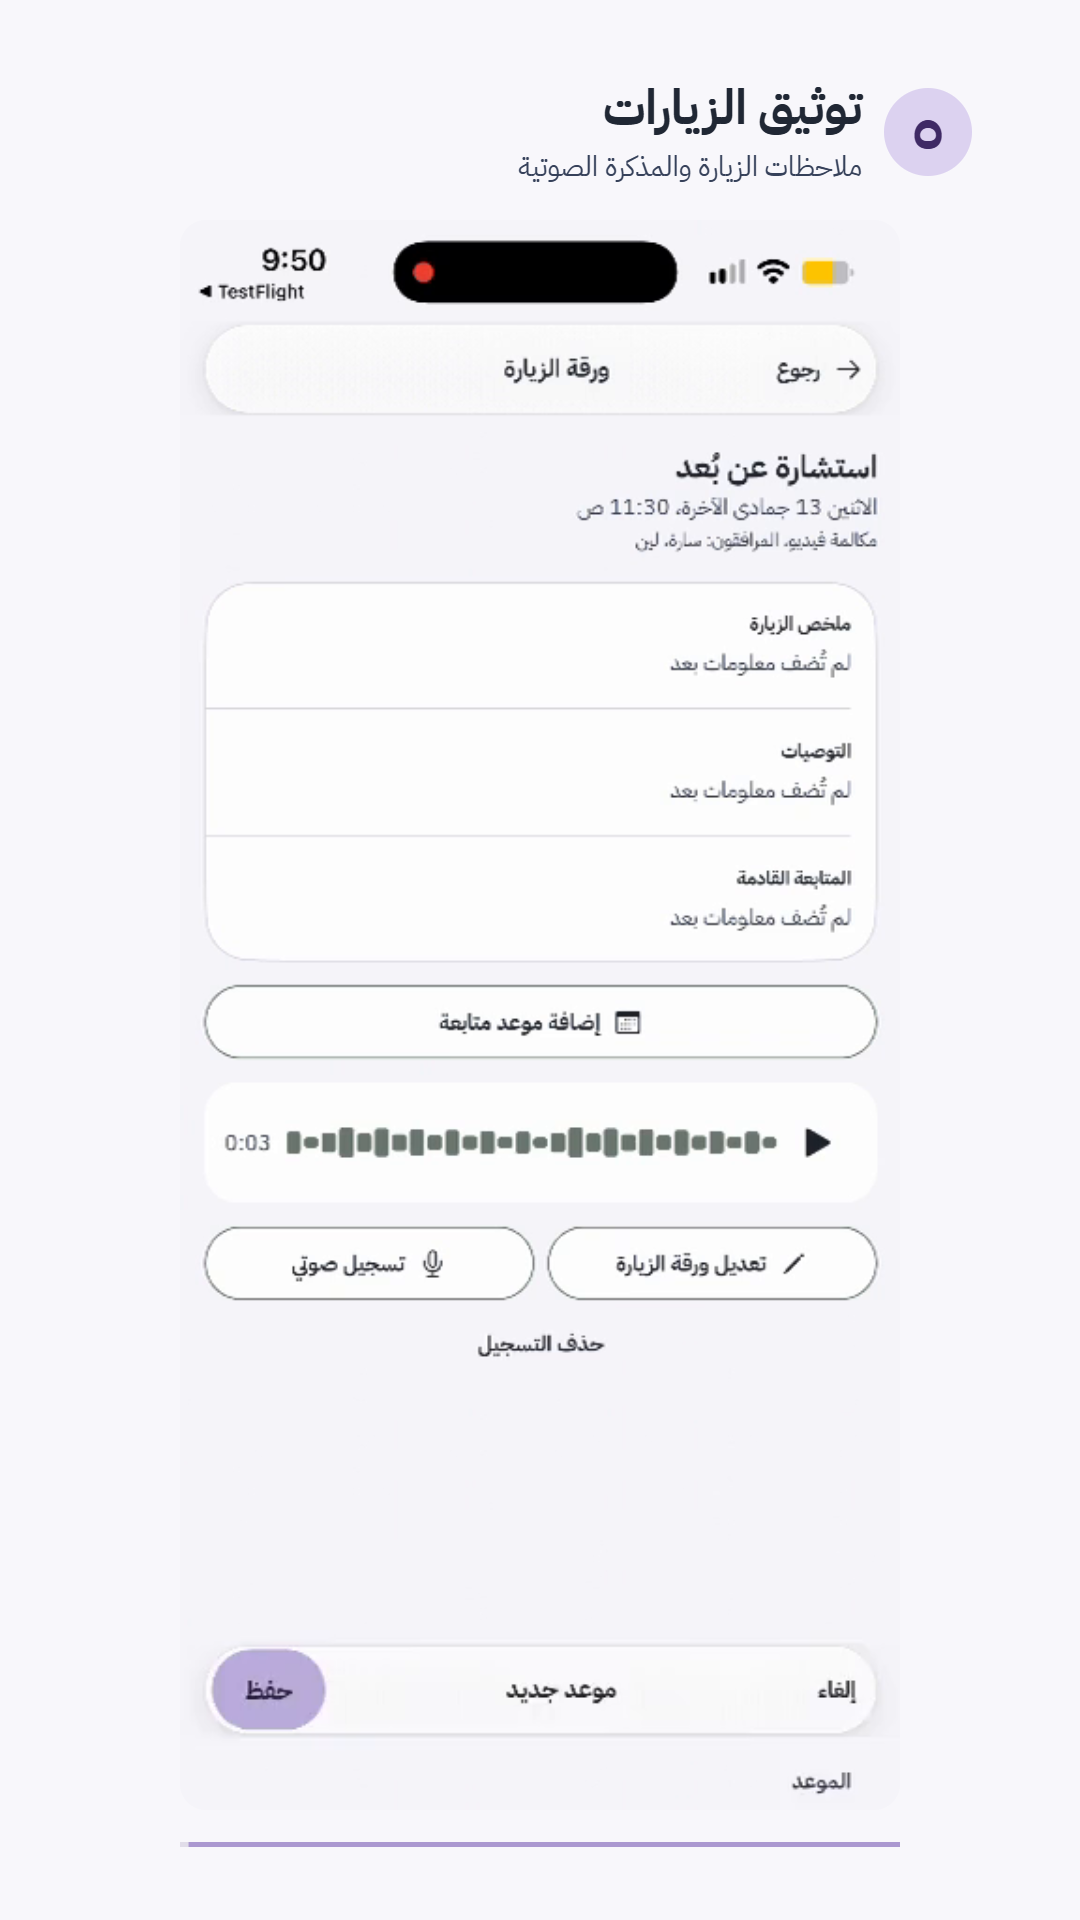 ٥
توثيق الزيارات
ملاحظات الزيارة والمذكرة الصوتية
9:50
◀ TestFlight
رجوع
ورقة الزيارة
استشارة عن بُعد
الاثنين 13 جمادى الآخرة، 11:30 ص
مكالمة فيديو، المرافقون: سارة، لين
ملخص الزيارة
لم تُضف معلومات بعد
التوصيات
لم تُضف معلومات بعد
المتابعة القادمة
لم تُضف معلومات بعد
إضافة موعد متابعة
0:03
تعديل ورقة الزيارة
تسجيل صوتي
حذف التسجيل
إلغاء
موعد جديد
حفظ
الموعد